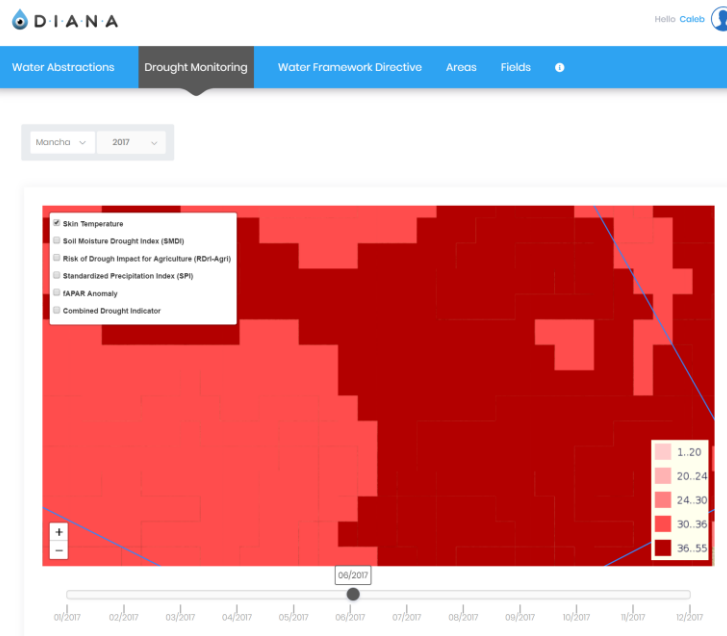 D·I·A·N·A
Hello Caleb
Water Abstractions Drought Monitoring Water Framework Directive Areas Fields i
Mancha 2017
Skin Temperature
Soil Moisture Drought Index (SMDI)
Risk of Drough Impact for Agriculture (RDrI-Agri)
Standardized Precipitation Index (SPI)
fAPAR Anomaly
Combined Drought Indicator
1..20
20..24
24..30
30..36
36..55
+
−
06/2017
01/2017 02/2017 03/2017 04/2017 05/2017 06/2017 07/2017 08/2017 09/2017 10/2017 11/2017 12/2017